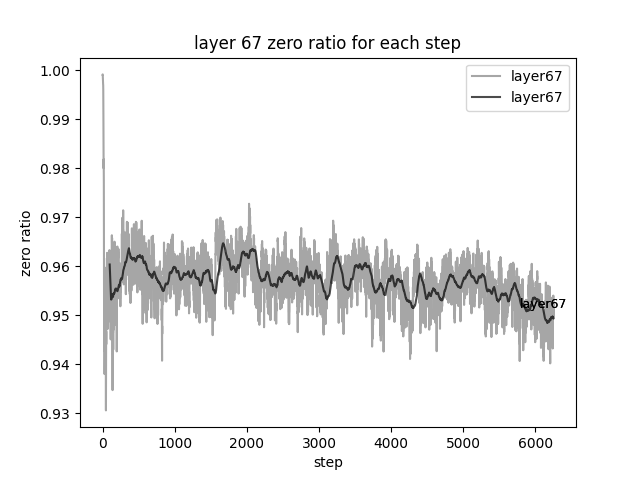 layer 67 zero ratio for each step
layer67
layer67
zero ratio
1.00
0.99
0.98
0.97
0.96
0.95
0.94
0.93
layer67
0 1000 2000 3000 4000 5000 6000
step